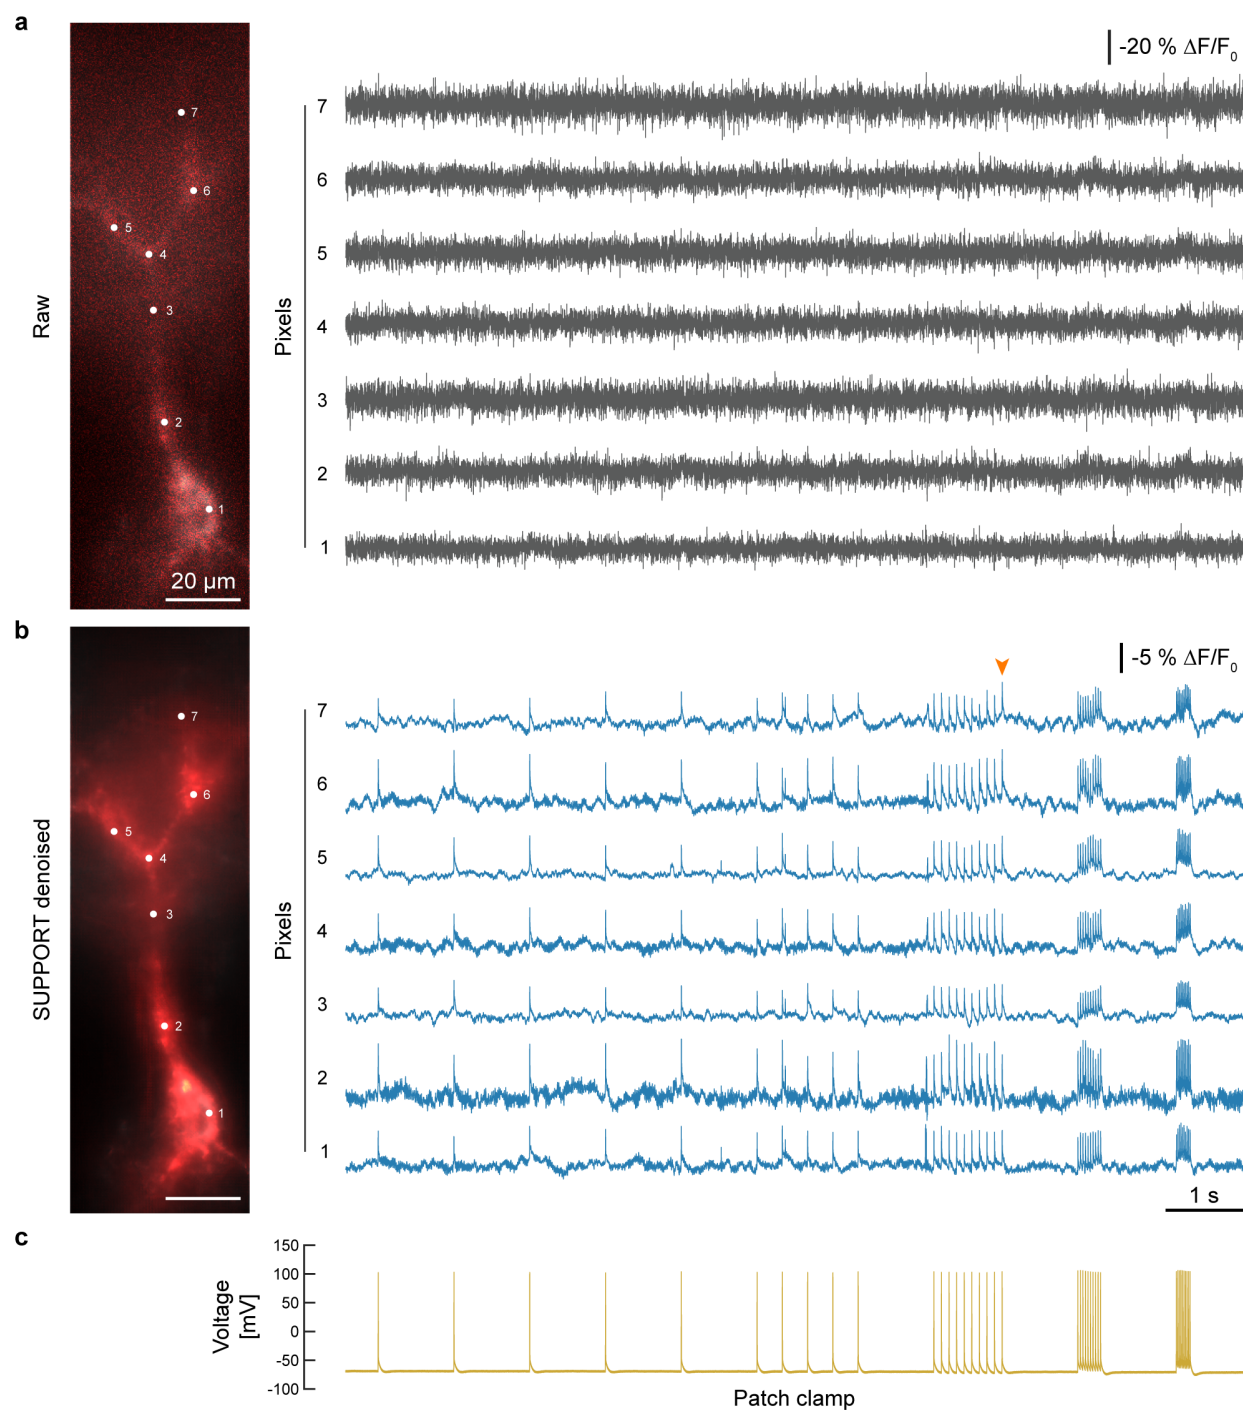 a
-20 % ΔF/F0
Raw
7
6
5
4
3
2
1
20 µm
Pixels
7
6
5
4
3
2
1
b
-5 % ΔF/F0
SUPPORT denoised
7
6
5
4
3
2
1
Pixels
7
6
5
4
3
2
1
1 s
c
Voltage
[mV]
150
100
50
0
-50
-100
Patch clamp